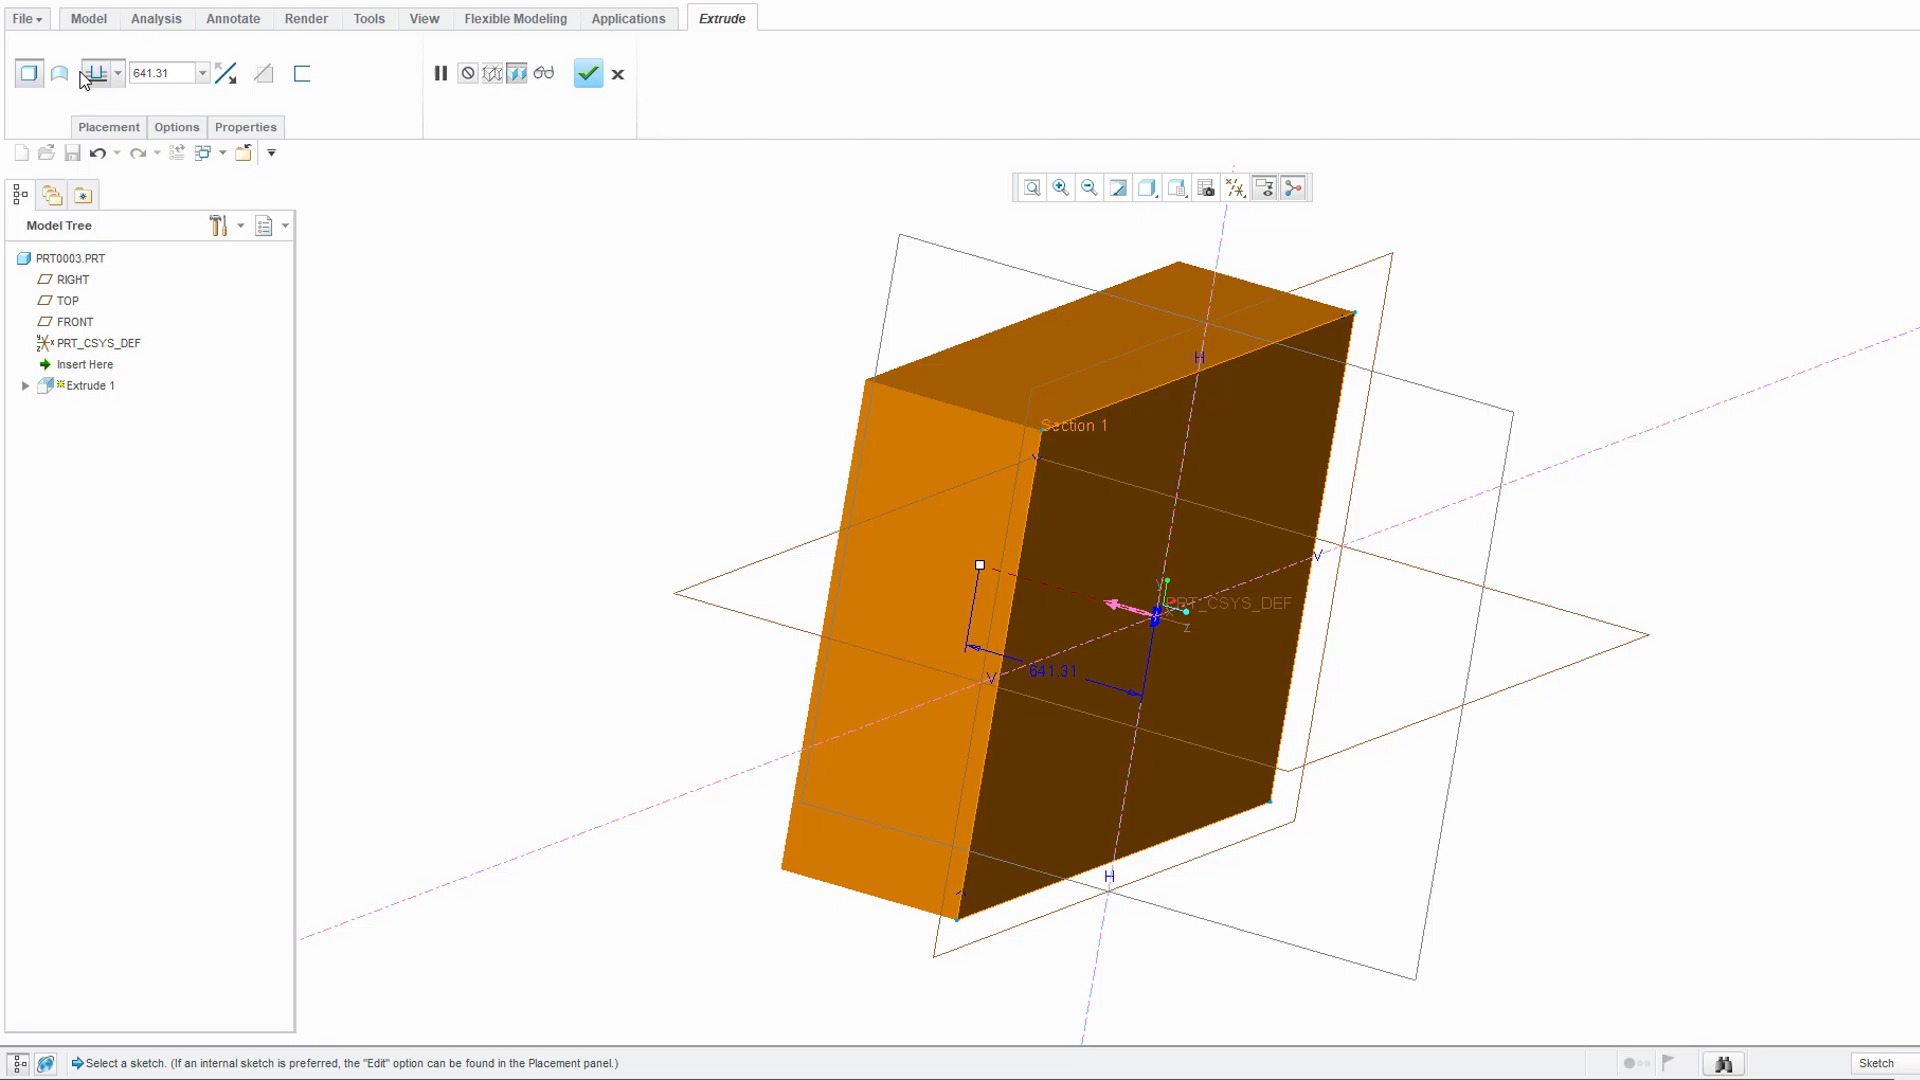 File Model Analysis Annotate Render Tools View Flexible Modeling Applications Extrude
641.31
Placement Options Properties
Model Tree
PRT0003.PRT
RIGHT
TOP
FRONT
PRT_CSYS_DEF
Insert Here
Extrude 1
H
Section 1
V
PRT_CSYS_DEF
Z
641.31
V
H
Select a sketch. (If an internal sketch is preferred, the "Edit" option can be found in the Placement panel.)
Sketch